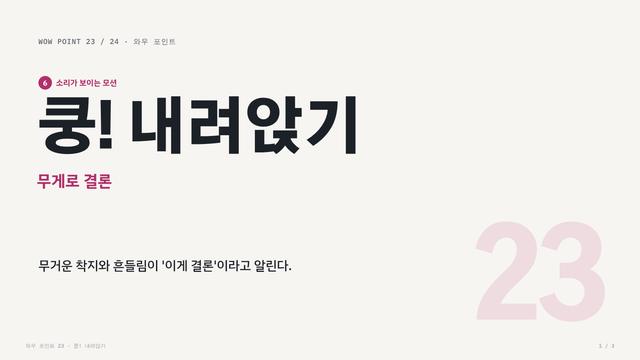 WOW POINT 23 / 24 · 와우 포인트
6 소리가 보이는 모션
쿵! 내려앉기
무게로 결론
무거운 착지와 흔들림이 '이게 결론'이라고 알린다.
23
와우 포인트 23 · 쿵! 내려앉기
1 / 3